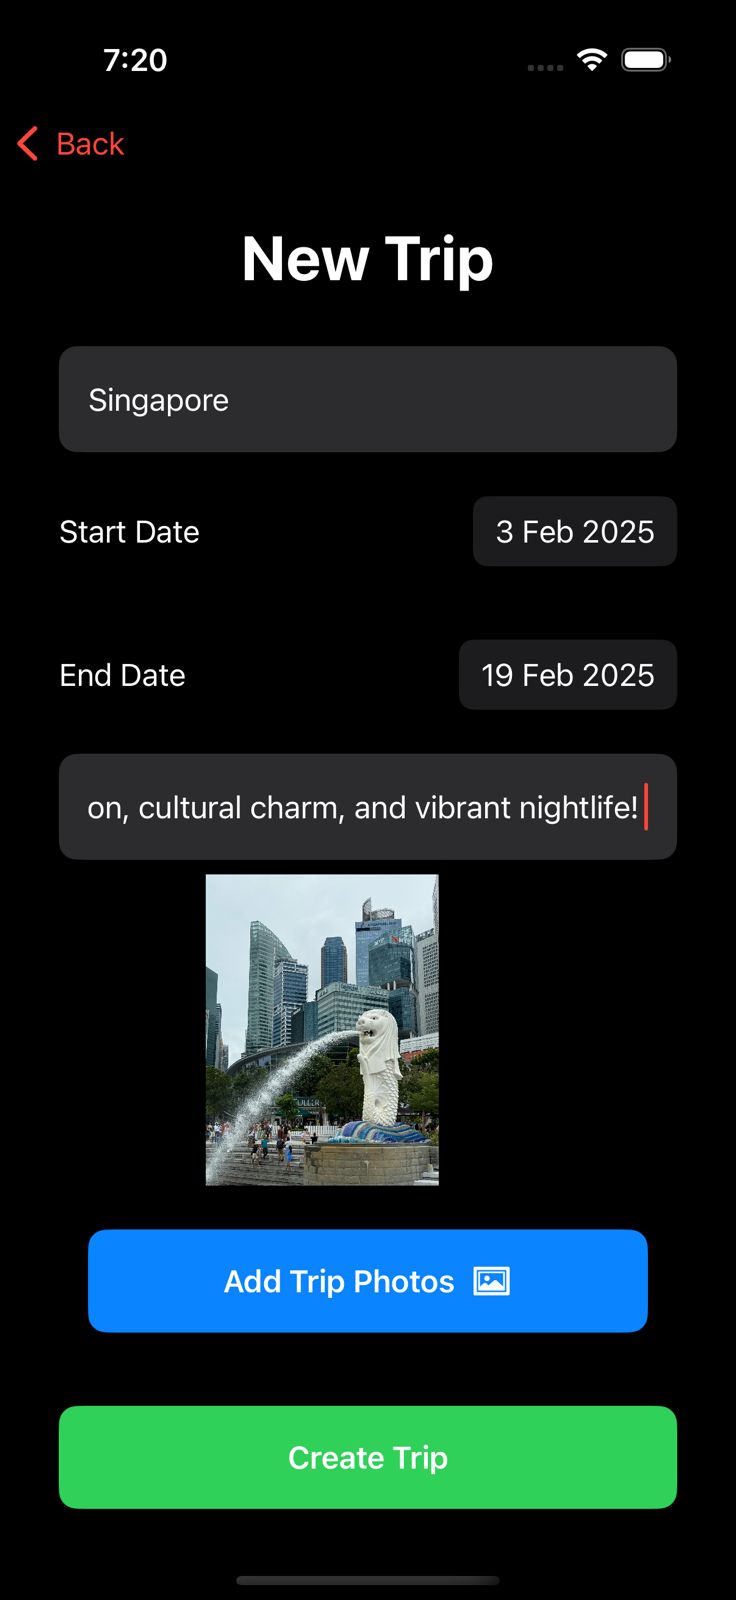 7:20
Back
New Trip
Singapore
Start Date
3 Feb 2025
End Date
19 Feb 2025
on, cultural charm, and vibrant nightlife!
Add Trip Photos
Create Trip